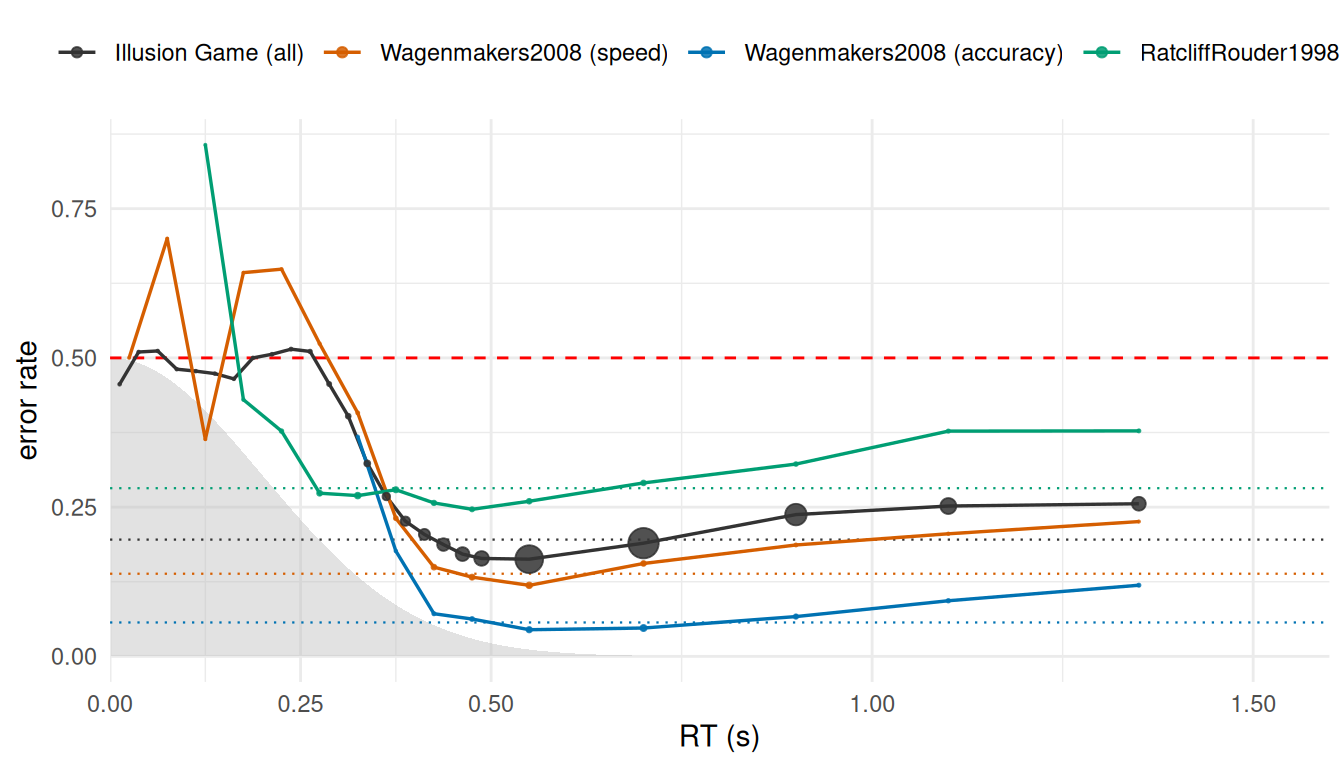 Illusion Game (all) Wagenmakers2008 (speed) Wagenmakers2008 (accuracy) RatcliffRouder1998
0.75
0.50
0.25
0.00
error rate
0.00 0.25 0.50 1.00 1.50
RT (s)